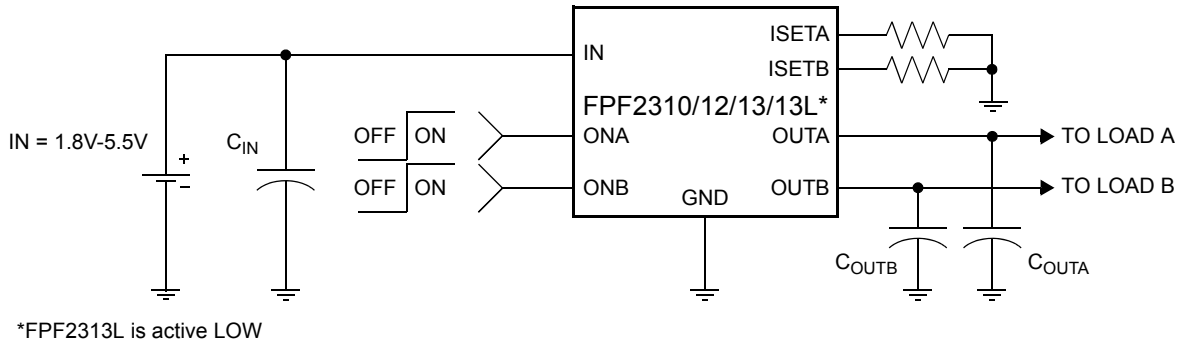 ISETA
IN
ISETB
FPF2310/12/13/13L*
IN = 1.8V-5.5V
+
-
CIN
OFF ON
ONA
OUTA
TO LOAD A
OFF ON
ONB
OUTB
TO LOAD B
GND
COUTB
COUTA
*FPF2313L is active LOW